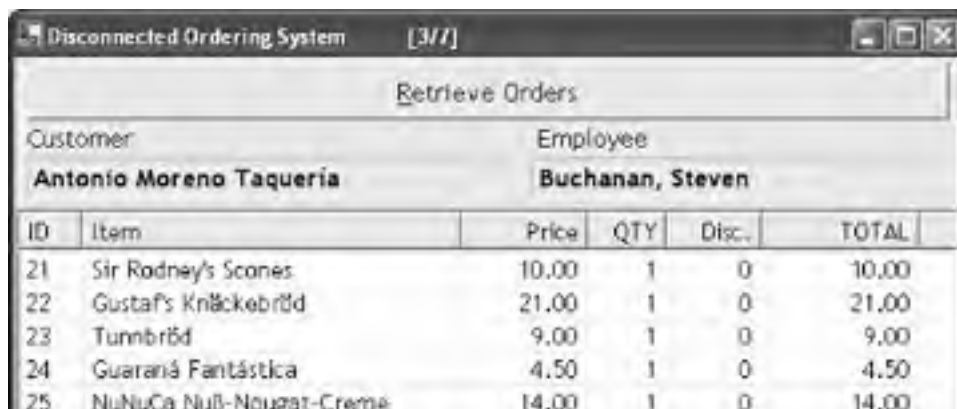 Disconnected Ordering System [3/7]
Retrieve Orders
Customer Employee
Antonio Moreno Taquería Buchanan, Steven
ID Item Price QTY Disc. TOTAL
21 Sir Rodney's Scones 10.00 1 0 10.00
22 Gustaf's Knäckebröd 21.00 1 0 21.00
23 Tunnbröd 9.00 1 0 9.00
24 Guaraná Fantástica 4.50 1 0 4.50
25 NuNuCa Nuß-Nougat-Creme 14.00 1 0 14.00